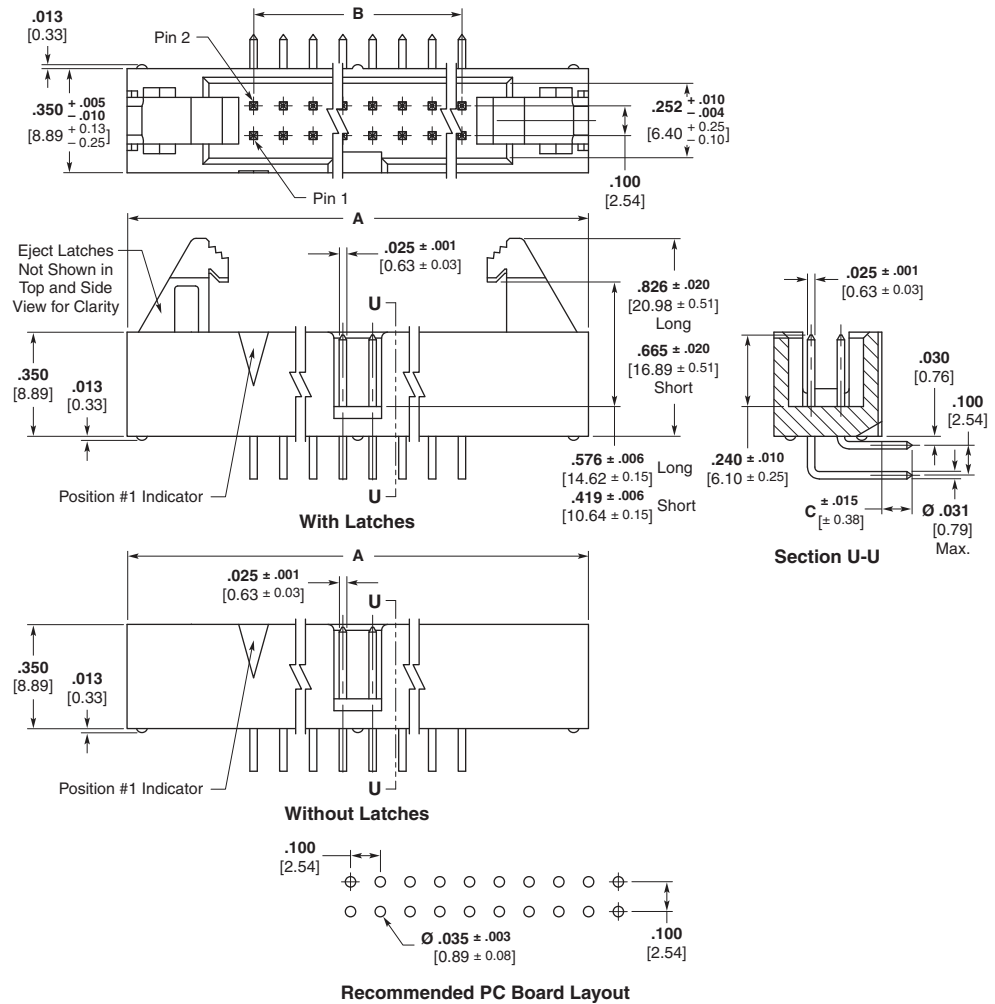 .013
[0.33]
B
Pin 2
.350 + .005 - .010
[8.89 + 0.13 - 0.25]
.252 + .010 - .004
[6.40 + 0.25 - 0.10]
.100
[2.54]
Pin 1
A
Eject Latches
Not Shown in
Top and Side
View for Clarity
.025 ± .001
[0.63 ± 0.03]
U
.826 ± .020
[20.98 ± 0.51]
Long
.665 ± .020
[16.89 ± 0.51]
Short
.350
[8.89]
.013
[0.33]
.576 ± .006
[14.62 ± 0.15] Long
.419 ± .006
[10.64 ± 0.15] Short
Position #1 Indicator
U
With Latches
.025 ± .001
[0.63 ± 0.03]
.030
[0.76]
.100
[2.54]
.240 ± .010
[6.10 ± 0.25]
C ± .015
[± 0.38]
Ø .031
[0.79]
Max.
Section U-U
A
.025 ± .001
[0.63 ± 0.03]
U
.350
[8.89]
.013
[0.33]
Position #1 Indicator
U
Without Latches
.100
[2.54]
Ø .035 ± .003
[0.89 ± 0.08]
.100
[2.54]
Recommended PC Board Layout